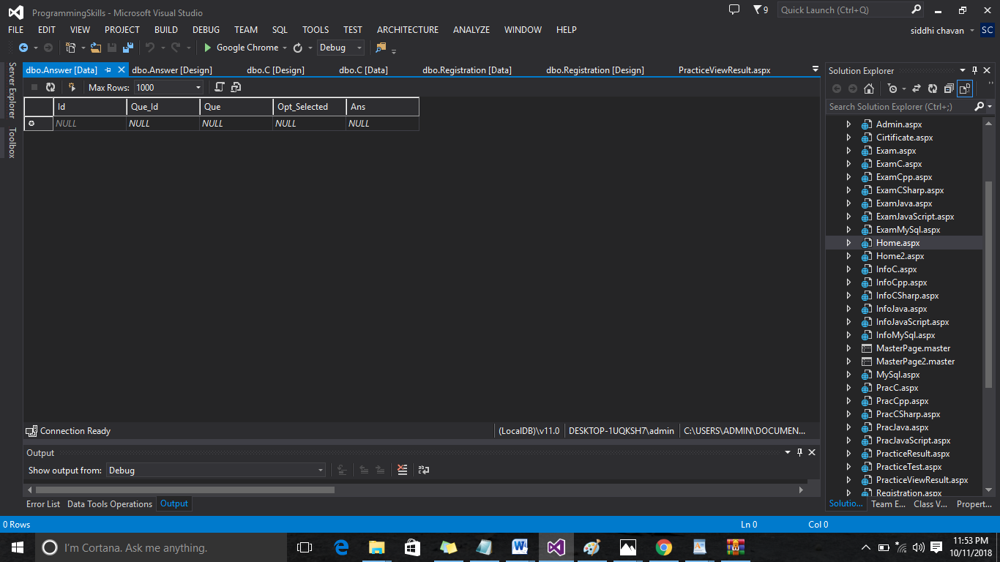 ProgrammingSkills - Microsoft Visual Studio
9
Quick Launch (Ctrl+Q)
FILE EDIT VIEW PROJECT BUILD DEBUG TEAM SQL TOOLS TEST ARCHITECTURE ANALYZE WINDOW HELP
siddhi chavan SC
Google Chrome Debug
Server Explorer
Toolbox
dbo.Answer [Data] dbo.Answer [Design] dbo.C [Design] dbo.C [Data] dbo.Registration [Data] dbo.Registration [Design] PracticeViewResult.aspx
Max Rows: 1000
Id Que_Id Que Opt_Selected Ans
NULL NULL NULL NULL NULL
Connection Ready
(LocalDB)\v11.0 DESKTOP-1UQKSH7\admin C:\USERS\ADMIN\DOCUMEN...
Output
Show output from: Debug
Error List Data Tools Operations Output
Solution Explorer
Search Solution Explorer (Ctrl+;)
Admin.aspx
Cirtificate.aspx
Exam.aspx
ExamC.aspx
ExamCpp.aspx
ExamCSharp.aspx
ExamJava.aspx
ExamJavaScript.aspx
ExamMySql.aspx
Home.aspx
Home2.aspx
InfoC.aspx
InfoCpp.aspx
InfoCSharp.aspx
InfoJava.aspx
InfoJavaScript.aspx
InfoMySql.aspx
MasterPage.master
MasterPage2.master
MySql.aspx
PracC.aspx
PracCpp.aspx
PracCSharp.aspx
PracJava.aspx
PracJavaScript.aspx
PracticeResult.aspx
PracticeTest.aspx
PracticeViewResult.aspx
Registration.aspx
Solutio... Team E... Class V... Propert...
0 Rows Ln 0 Col 0
I'm Cortana. Ask me anything.
11:53 PM
10/11/2018